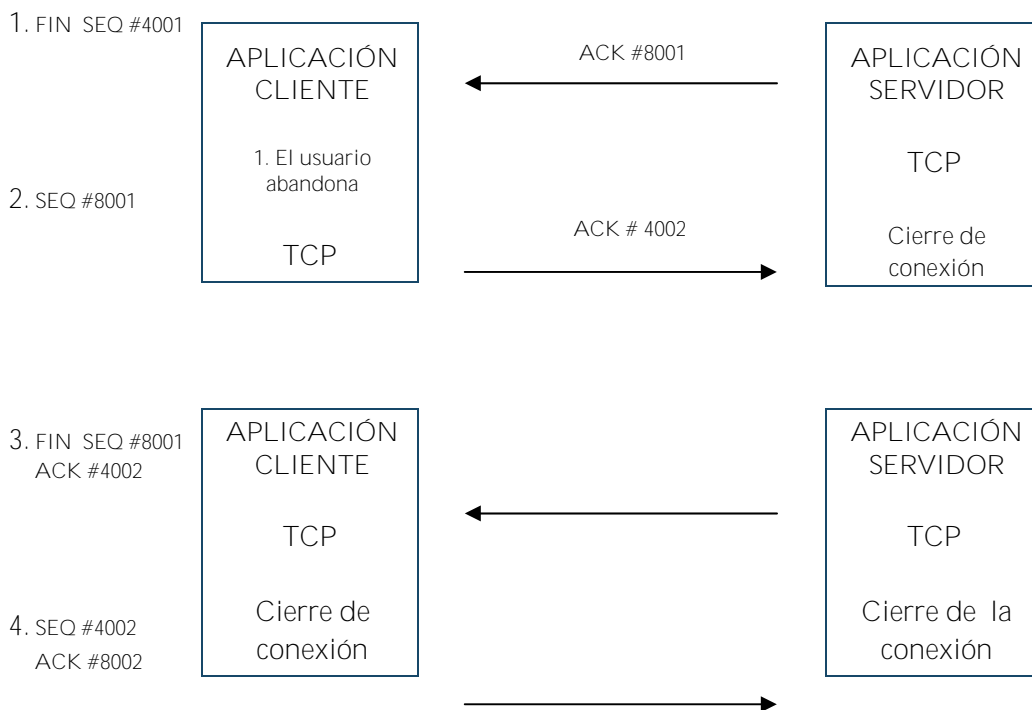 1. FIN SEQ #4001
APLICACIÓN
CLIENTE
1. El usuario
abandona
TCP
ACK #8001
APLICACIÓN
SERVIDOR
TCP
Cierre de
conexión
2. SEQ #8001
ACK # 4002
3. FIN SEQ #8001
ACK #4002
APLICACIÓN
CLIENTE
TCP
Cierre de
conexión
APLICACIÓN
SERVIDOR
TCP
Cierre de la
conexión
4. SEQ #4002
ACK #8002